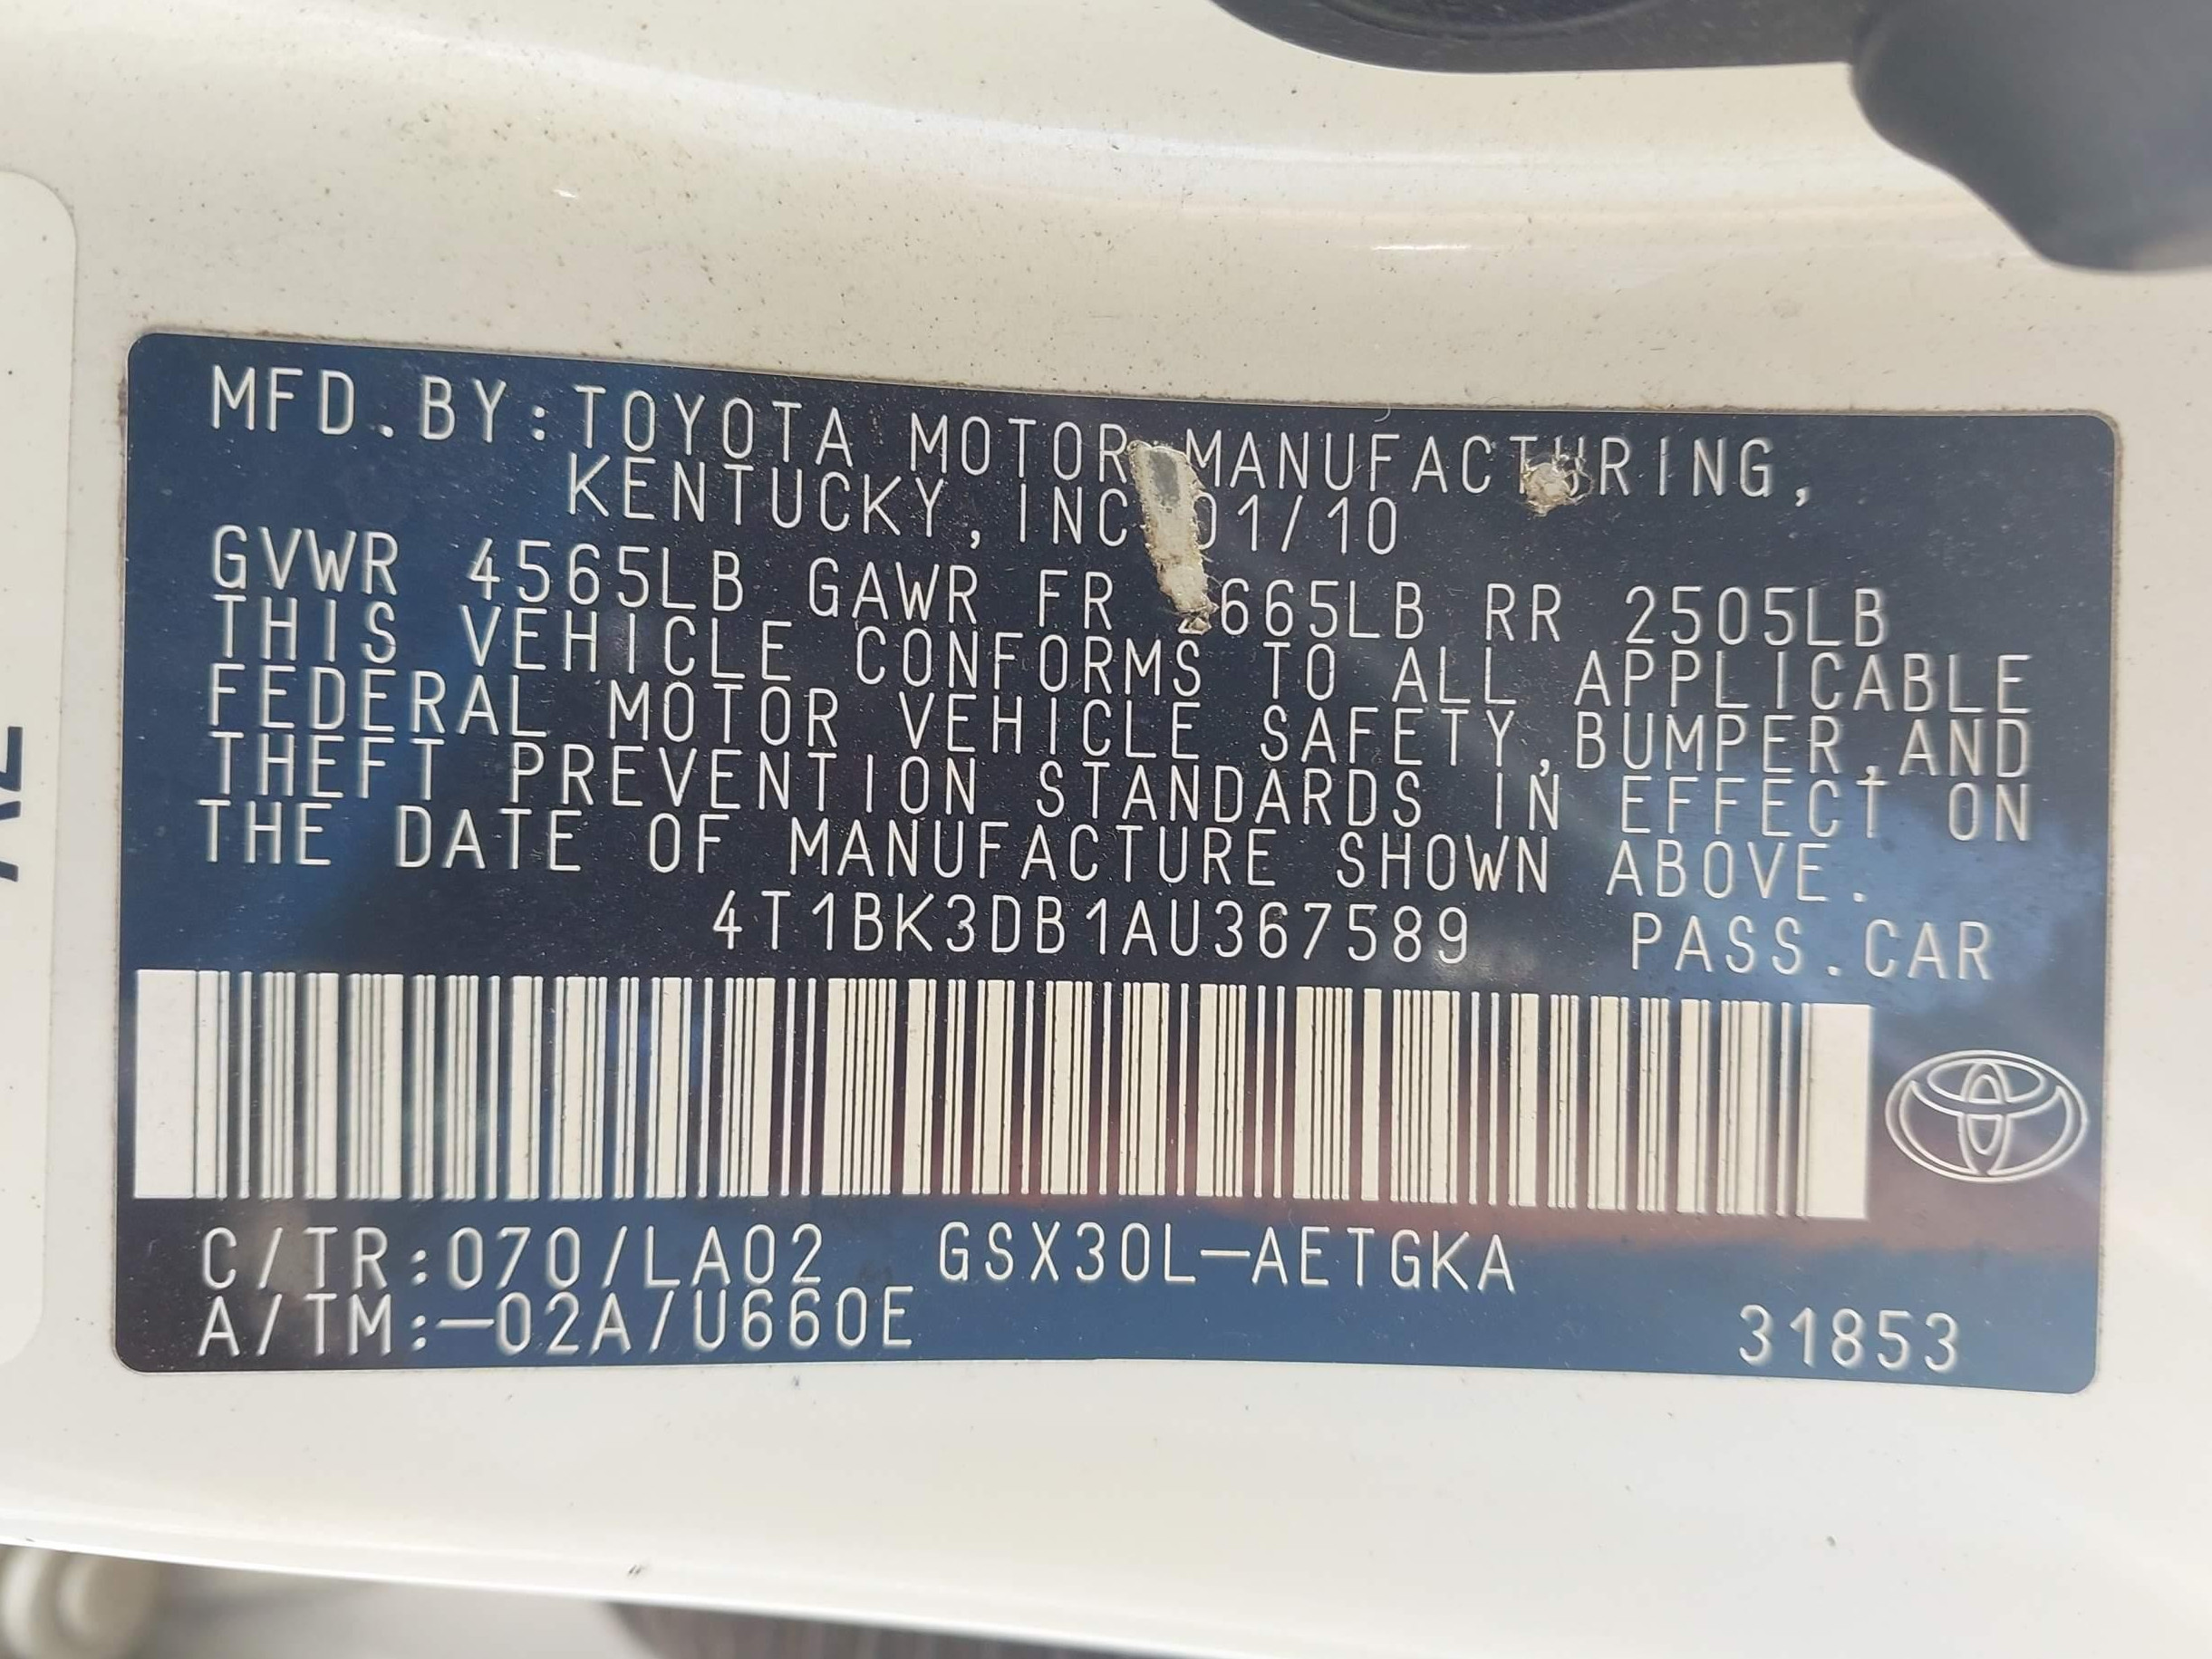 MFD.BY:TOYOTA MOTOR MANUFACTURING,
KENTUCKY,INC 01/10
GVWR 4565LB GAWR FR 665LB RR 2505LB
THIS VEHICLE CONFORMS TO ALL APPLICABLE
FEDERAL MOTOR VEHICLE SAFETY,BUMPER,AND
THEFT PREVENTION STANDARDS IN EFFECT ON
THE DATE OF MANUFACTURE SHOWN ABOVE.
4T1BK3DB1AU367589 PASS.CAR
C/TR:070/LA02 GSX30L-AETGKA
A/TM:-02A/U660E 31853